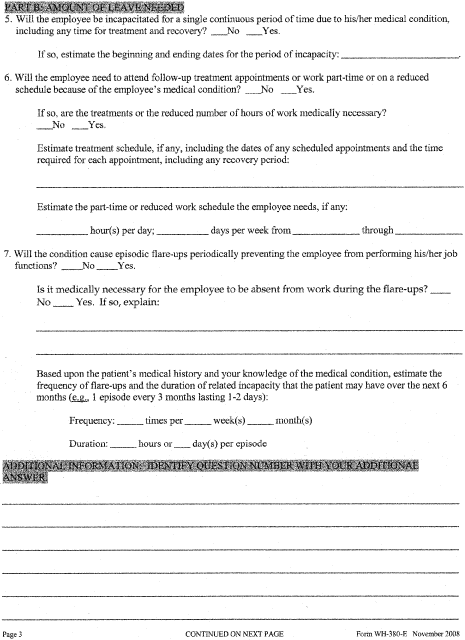 PART B: AMOUNT OF LEAVE NEEDED
5. Will the employee be incapacitated for a single continuous period of time due to his/her medical condition,
including any time for treatment and recovery? ___No ___Yes.
If so, estimate the beginning and ending dates for the period of incapacity: _______________________
6. Will the employee need to attend follow-up treatment appointments or work part-time or on a reduced
schedule because of the employee's medical condition? ___No ___Yes.
If so, are the treatments or the reduced number of hours of work medically necessary?
___No ___Yes.
Estimate treatment schedule, if any, including the dates of any scheduled appointments and the time
required for each appointment, including any recovery period:
Estimate the part-time or reduced work schedule the employee needs, if any:
__________ hour(s) per day; __________ days per week from _____________ through _____________
7. Will the condition cause episodic flare-ups periodically preventing the employee from performing his/her job
functions? ____No ____Yes.
Is it medically necessary for the employee to be absent from work during the flare-ups? ____
No ____ Yes. If so, explain:
Based upon the patient's medical history and your knowledge of the medical condition, estimate the
frequency of flare-ups and the duration of related incapacity that the patient may have over the next 6
months (e.g., 1 episode every 3 months lasting 1-2 days):
Frequency: _____ times per _____ week(s) _____ month(s)
Duration: _____ hours or ___ day(s) per episode
ADDITIONAL INFORMATION: IDENTIFY QUESTION NUMBER WITH YOUR ADDITIONAL
ANSWER.
Page 3 CONTINUED ON NEXT PAGE Form WH-380-E November 2008